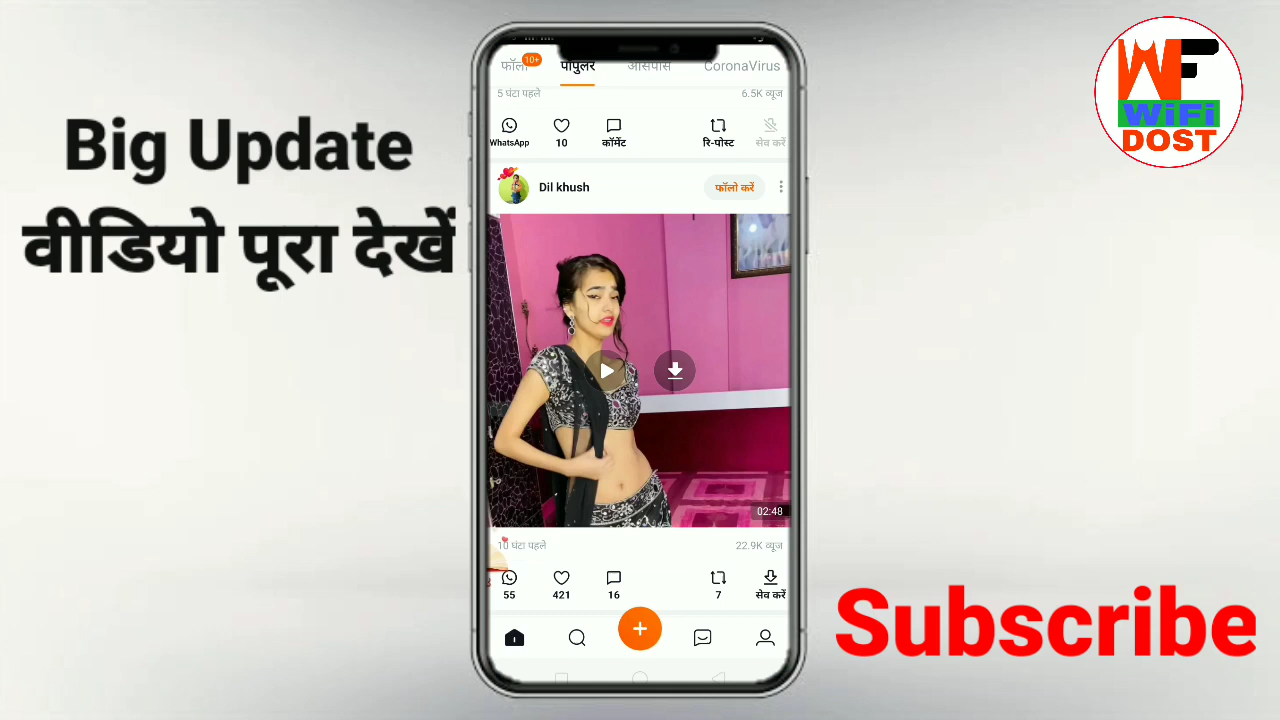 Big Update
वीडियो पूरा देखें
फॉलो 10+ पॉपुलर आसपास CoronaVirus
5 घंटा पहले 6.5K व्यूज
WhatsApp 10 कॉमेंट रि-पोस्ट सेव करें
Dil khush फॉलो करें
02:48
10 घंटा पहले 22.9K व्यूज
55 421 16 7 सेव करें
WF
WiFi
DOST
Subscribe